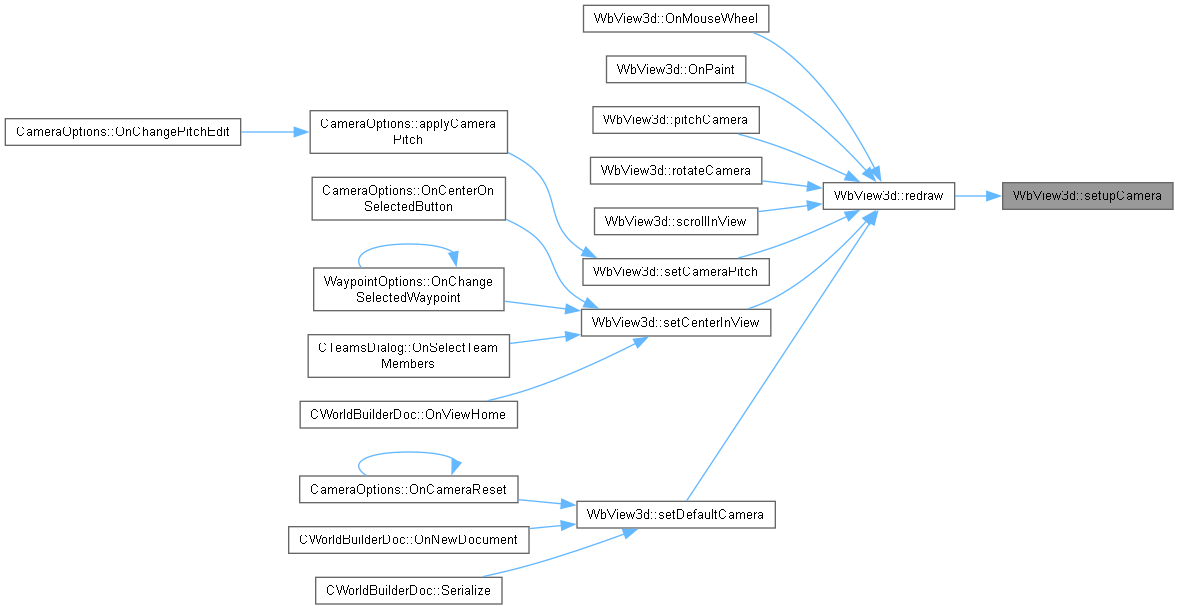 WbView3d::OnMouseWheel
WbView3d::OnPaint
WbView3d::pitchCamera
WbView3d::rotateCamera
WbView3d::scrollInView
WbView3d::setCameraPitch
WbView3d::setCenterInView
WbView3d::setDefaultCamera
WbView3d::redraw
WbView3d::setupCamera
CameraOptions::OnChangePitchEdit
CameraOptions::applyCamera
Pitch
CameraOptions::OnCenterOn
SelectedButton
WaypointOptions::OnChange
SelectedWaypoint
CTeamsDialog::OnSelectTeam
Members
CWorldBuilderDoc::OnViewHome
CameraOptions::OnCameraReset
CWorldBuilderDoc::OnNewDocument
CWorldBuilderDoc::Serialize